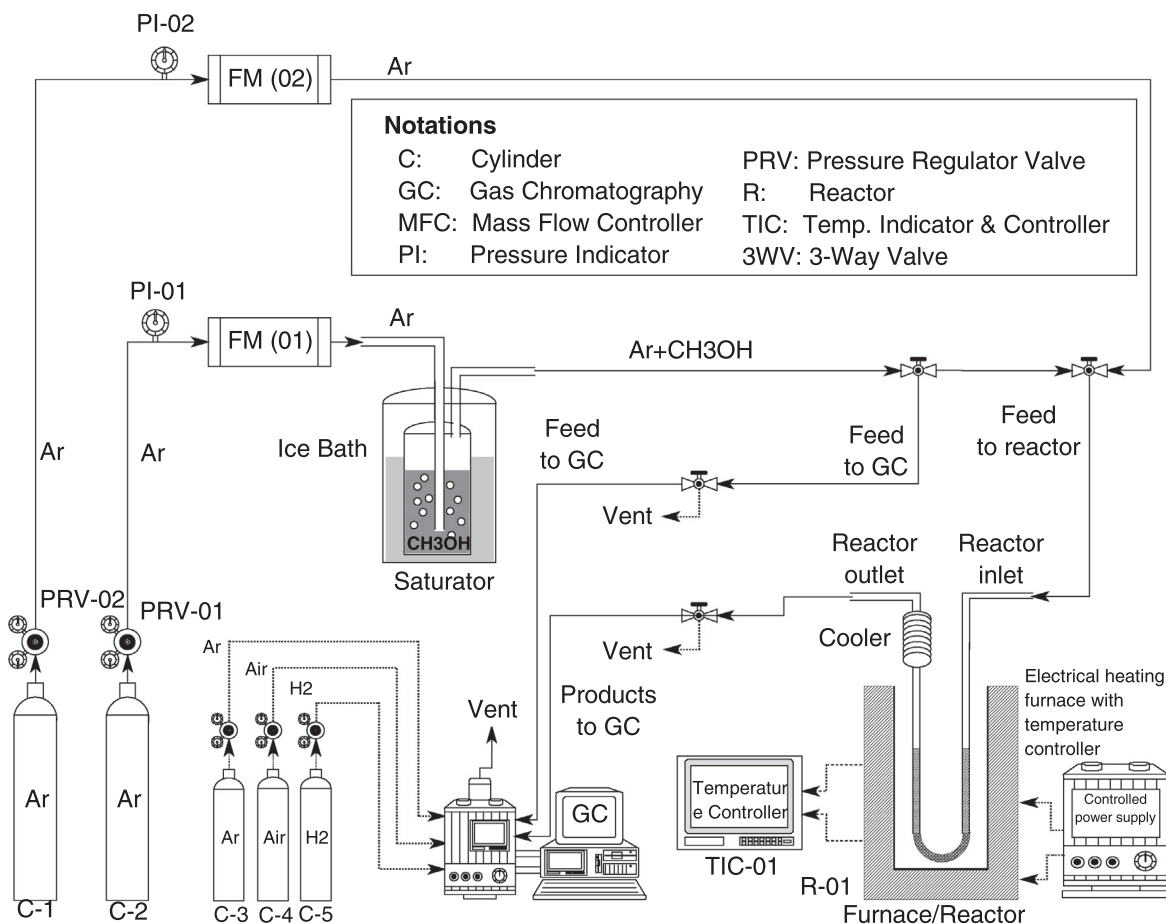 PI-02
FM (02)
Ar
Notations
C: Cylinder
GC: Gas Chromatography
MFC: Mass Flow Controller
PI: Pressure Indicator
PRV: Pressure Regulator Valve
R: Reactor
TIC: Temp. Indicator & Controller
3WV: 3-Way Valve
PI-01
FM (01)
Ar
Ar+CH3OH
Ar
Ar
Ice Bath
CH3OH
Saturator
Feed
to GC
Feed
to GC
Feed
to reactor
Vent
Reactor
outlet
Reactor
inlet
PRV-02
PRV-01
Ar
Air
H2
Vent
Cooler
Products
to GC
Vent
Electrical heating
furnace with
temperature
controller
Ar
Ar
Ar
Air
H2
GC
Temperatur
e Controller
TIC-01
Controlled
power supply
R-01
C-1
C-2
C-3
C-4
C-5
Furnace/Reactor